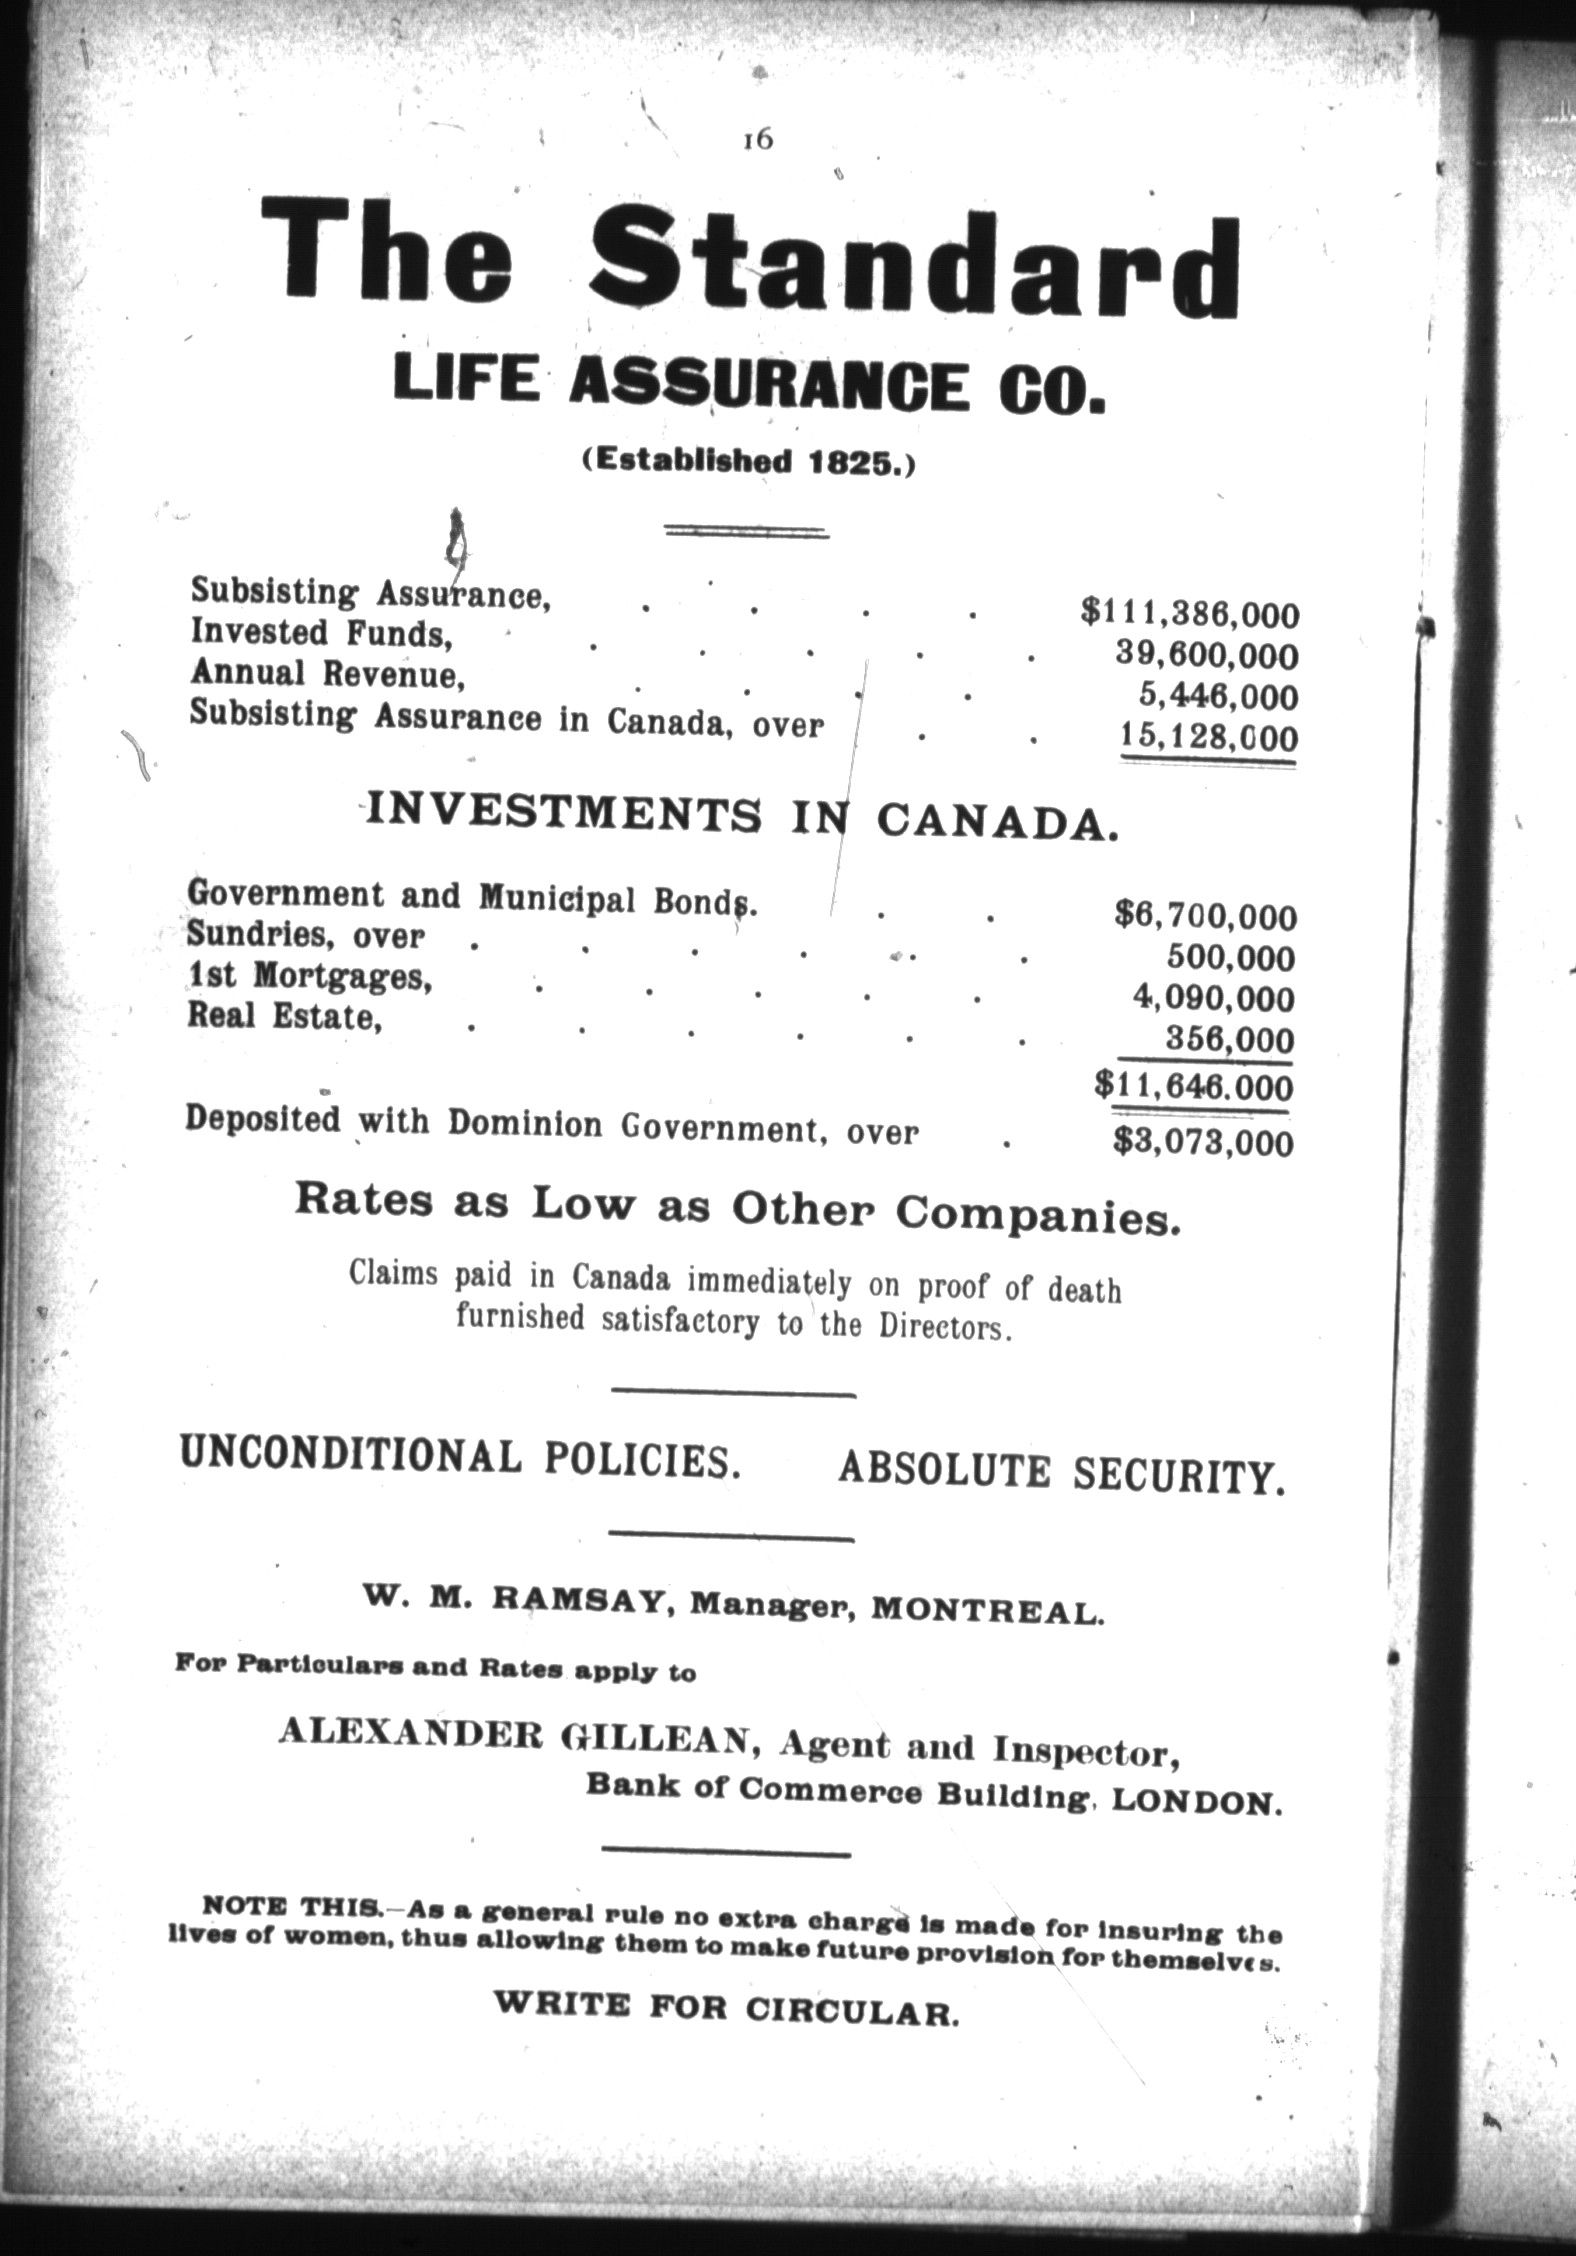 16
The Standard
LIFE ASSURANCE CO.
(Established 1825.)
Subsisting Assurance, . . . . $111,386,000
Invested Funds, . . . . . 39,600,000
Annual Revenue, . . . . 5,446,000
Subsisting Assurance in Canada, over . . 15,128,000
INVESTMENTS IN CANADA.
Government and Municipal Bonds. . . $6,700,000
Sundries, over . . . . . . 500,000
1st Mortgages, . . . . . 4,090,000
Real Estate, . . . . . . 356,000
$11,646.000
Deposited with Dominion Government, over . $3,073,000
Rates as Low as Other Companies.
Claims paid in Canada immediately on proof of death
furnished satisfactory to the Directors.
UNCONDITIONAL POLICIES. ABSOLUTE SECURITY.
W. M. RAMSAY, Manager, MONTREAL.
For Particulars and Rates apply to
ALEXANDER GILLEAN, Agent and Inspector,
Bank of Commerce Building, LONDON.
NOTE THIS.—As a general rule no extra charge is made for insuring the
lives of women, thus allowing them to make future provision for themselves.
WRITE FOR CIRCULAR.